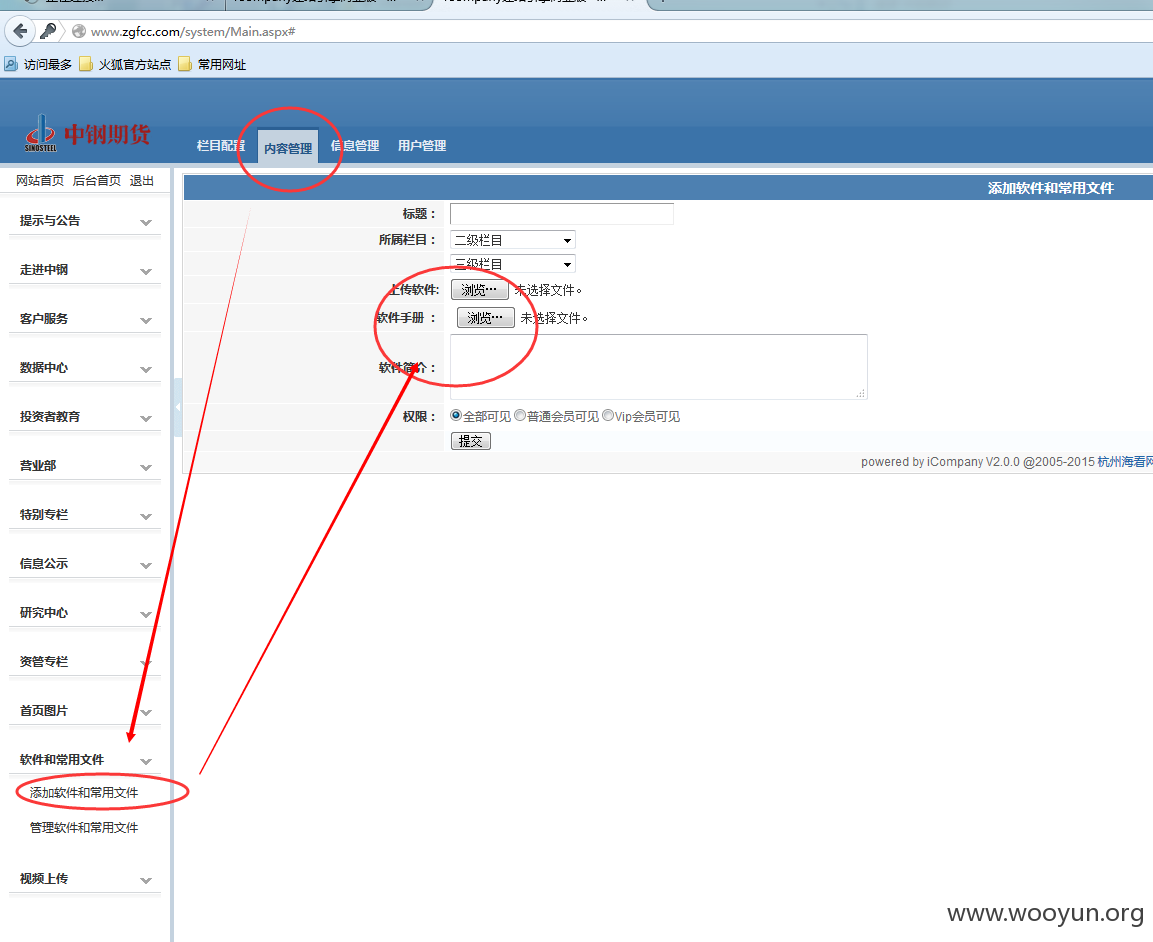 www.zgfcc.com/system/Main.aspx#
访问最多 火狐官方站点 常用网址
SINOSTEEL 中钢期货
栏目配置 内容管理 信息管理 用户管理
网站首页 后台首页 退出
提示与公告
走进中钢
客户服务
数据中心
投资者教育
营业部
特别专栏
信息公示
研究中心
资管专栏
首页图片
软件和常用文件
添加软件和常用文件
管理软件和常用文件
视频上传
添加软件和常用文件
标题：
所属栏目： 二级栏目
三级栏目
上传软件: 浏览… 未选择文件。
软件手册 ： 浏览… 未选择文件。
软件简介：
权限： 全部可见 普通会员可见 Vip会员可见
提交
powered by iCompany V2.0.0 @2005-2015 杭州海看网
www.wooyun.org